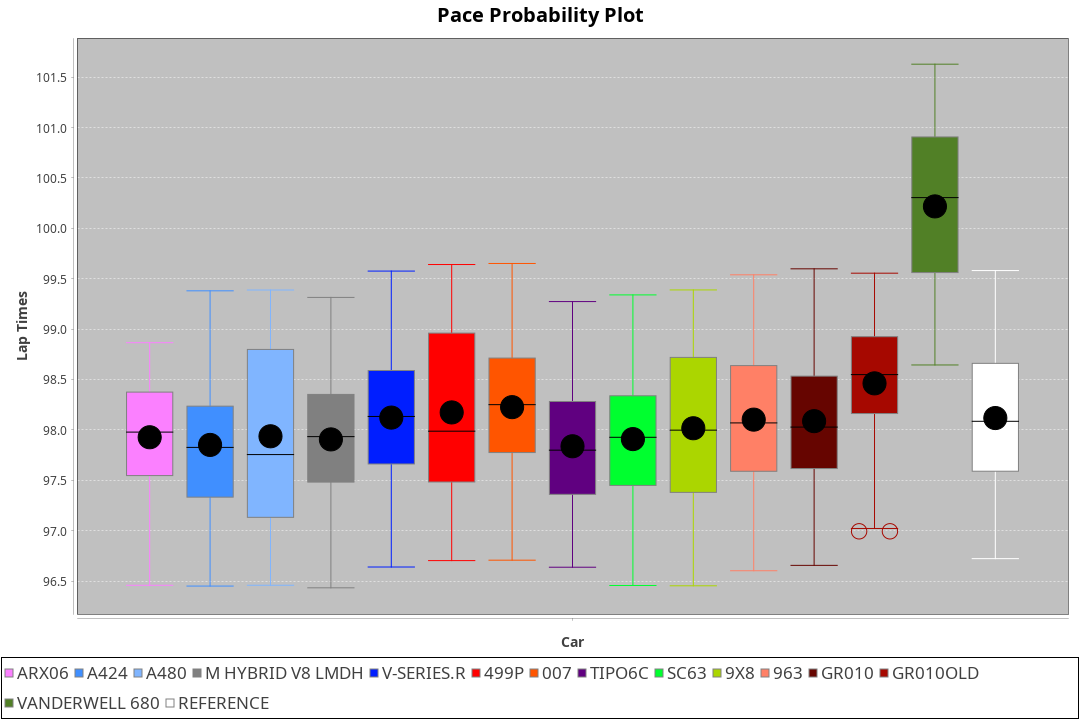 Pace Probability Plot
Lap Times
101.5
101.0
100.5
100.0
99.5
99.0
98.5
98.0
97.5
97.0
96.5
Car
ARX06 A424 A480 M HYBRID V8 LMDH V-SERIES.R 499P 007 TIPO6C SC63 9X8 963 GR010 GR010OLD
VANDERWELL 680 REFERENCE